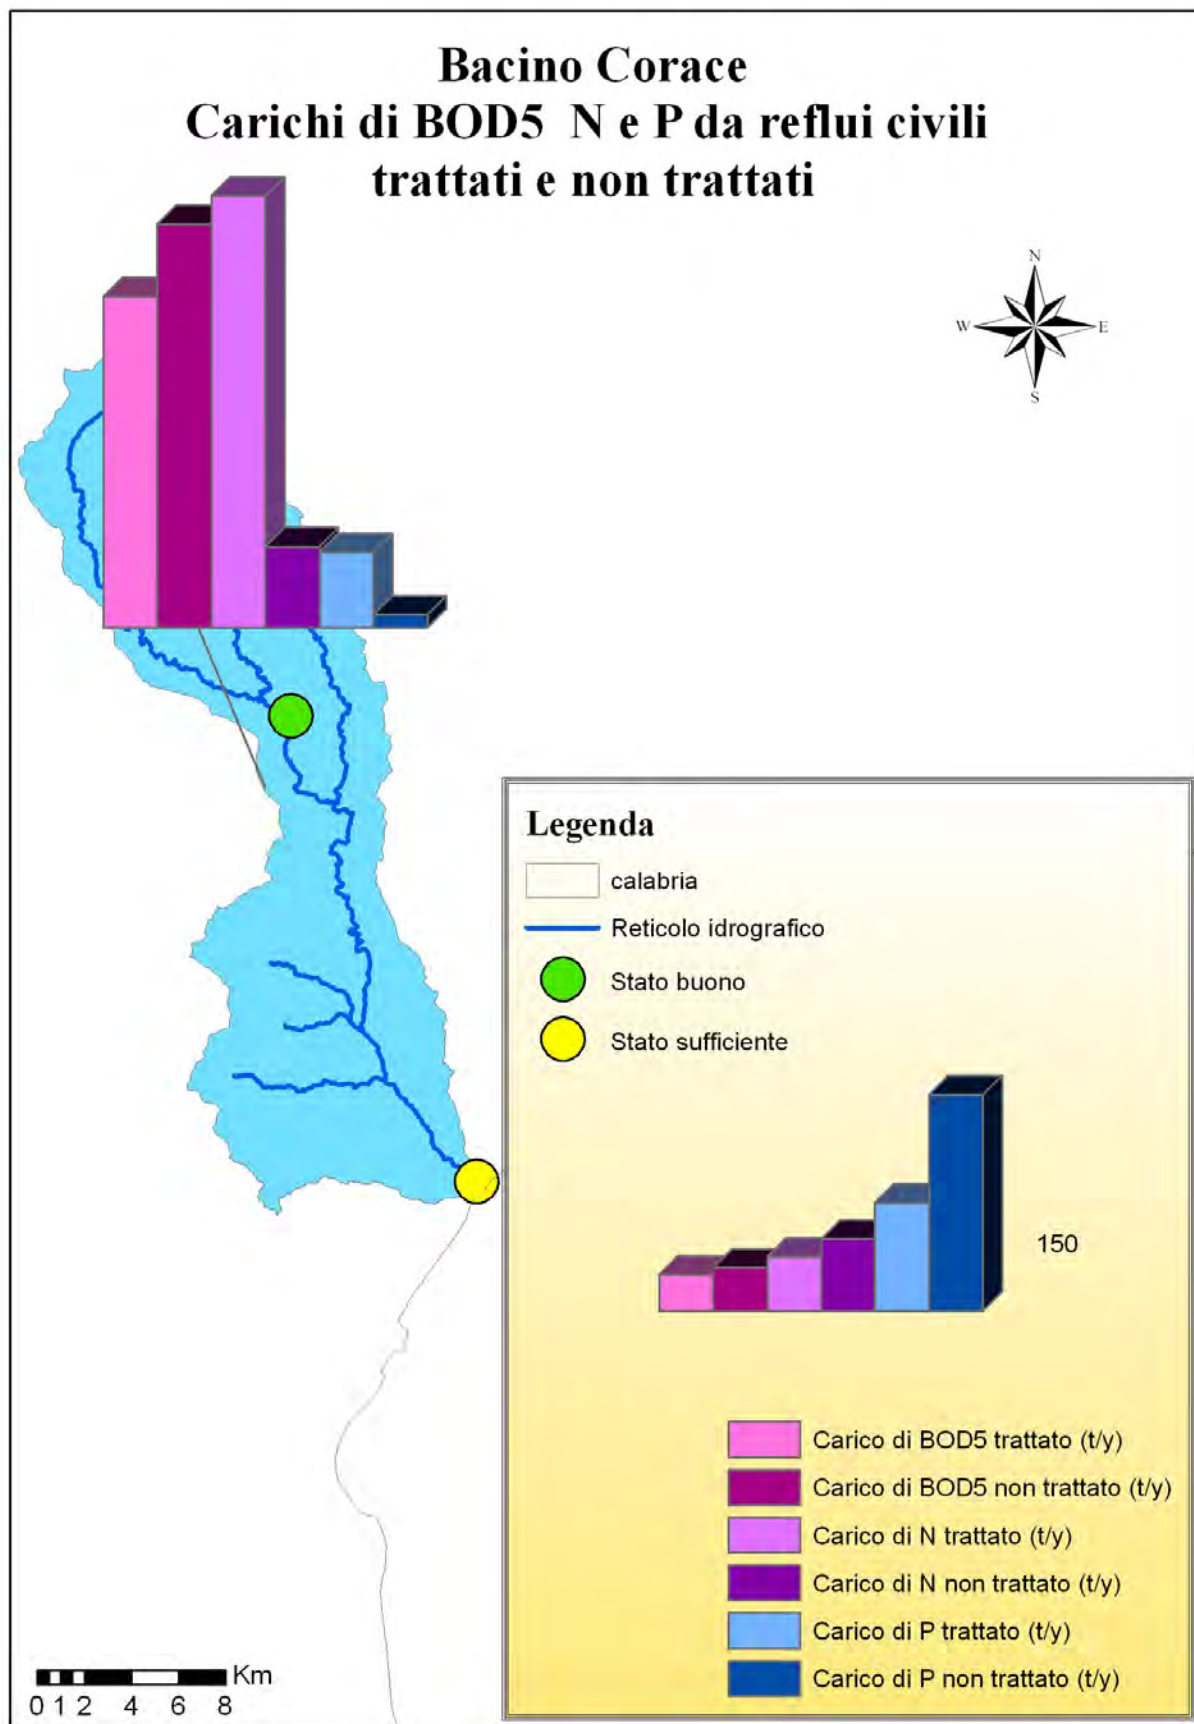 Bacino Corace
Carichi di BOD5 N e P da reflui civili
trattati e non trattati
N
W E
S
Legenda
calabria
Reticolo idrografico
Stato buono
Stato sufficiente
150
Carico di BOD5 trattato (t/y)
Carico di BOD5 non trattato (t/y)
Carico di N trattato (t/y)
Carico di N non trattato (t/y)
Carico di P trattato (t/y)
Carico di P non trattato (t/y)
Km
0 1 2 4 6 8